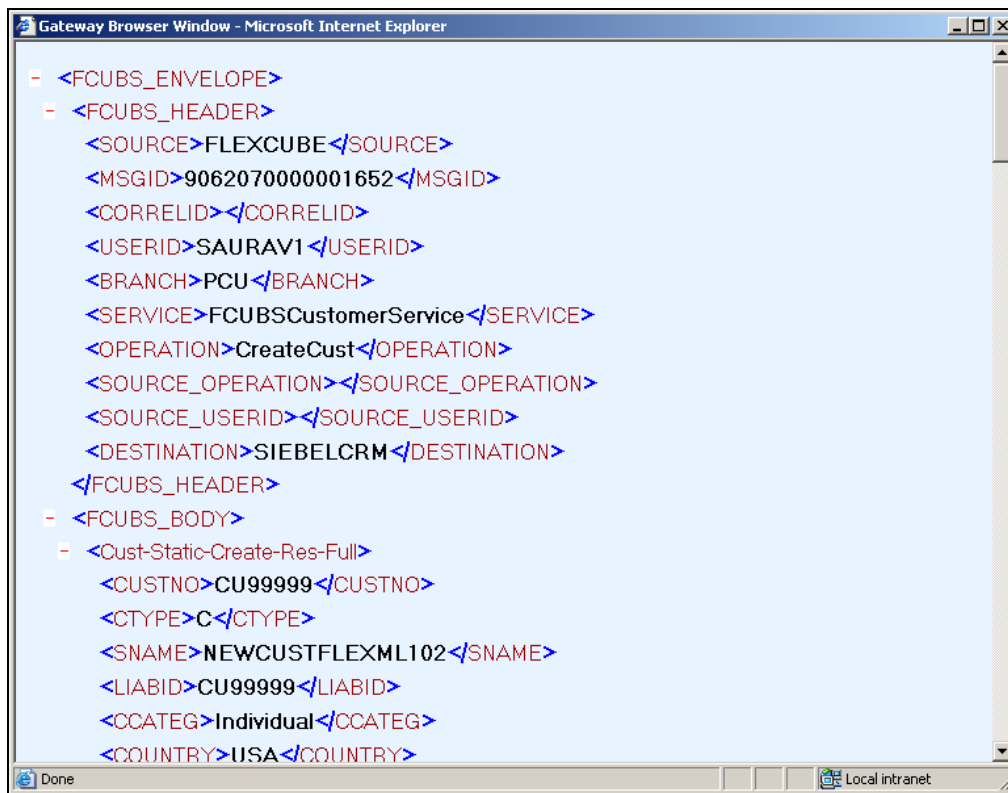 Gateway Browser Window - Microsoft Internet Explorer
- <FCUBS_ENVELOPE>
- <FCUBS_HEADER>
<SOURCE>FLEXCUBE</SOURCE>
<MSGID>9062070000001652</MSGID>
<CORRELID></CORRELID>
<USERID>SAURAV1</USERID>
<BRANCH>PCU</BRANCH>
<SERVICE>FCUBSCustomerService</SERVICE>
<OPERATION>CreateCust</OPERATION>
<SOURCE_OPERATION></SOURCE_OPERATION>
<SOURCE_USERID></SOURCE_USERID>
<DESTINATION>SIEBELCRM</DESTINATION>
</FCUBS_HEADER>
- <FCUBS_BODY>
- <Cust-Static-Create-Res-Full>
<CUSTNO>CU99999</CUSTNO>
<CTYPE>C</CTYPE>
<SNAME>NEWCUSTFLEXML102</SNAME>
<LIABID>CU99999</LIABID>
<CCATEG>Individual</CCATEG>
<COUNTRY>USA</COUNTRY>
Done
Local intranet